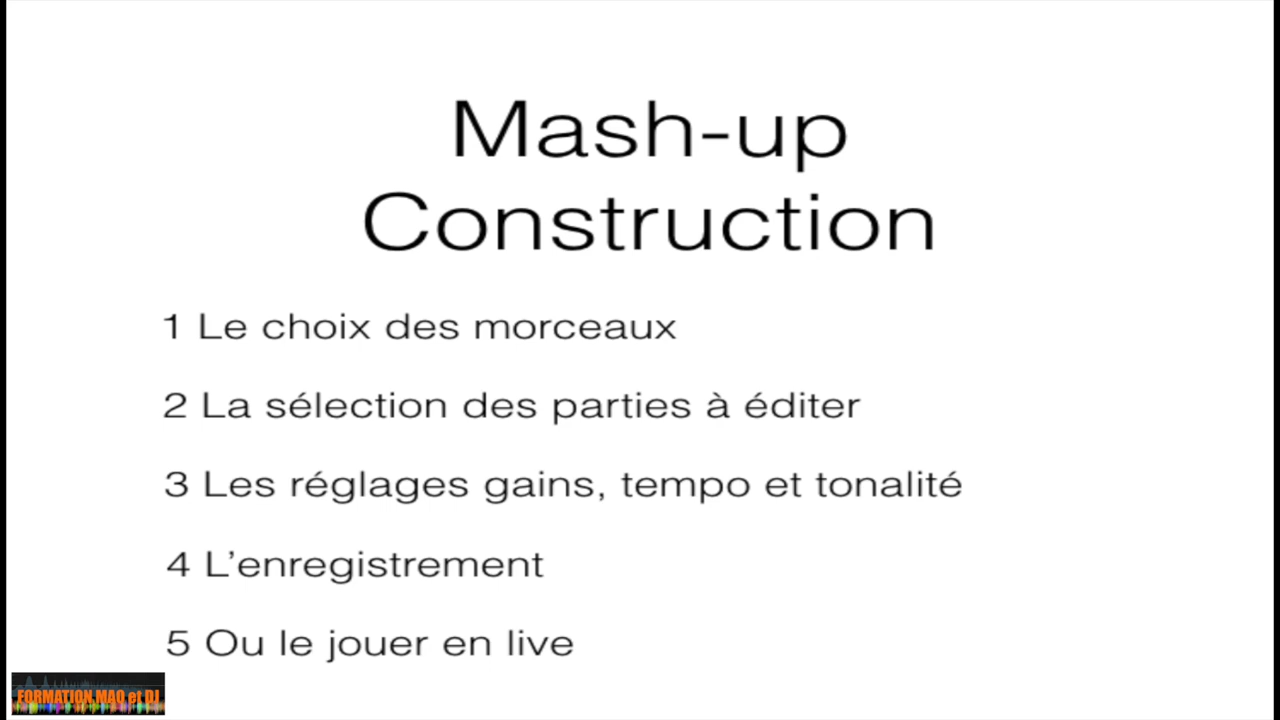 Mash-up
Construction
1 Le choix des morceaux
2 La sélection des parties à éditer
3 Les réglages gains, tempo et tonalité
4 L’enregistrement
5 Ou le jouer en live
FORMATION MAO et DJ